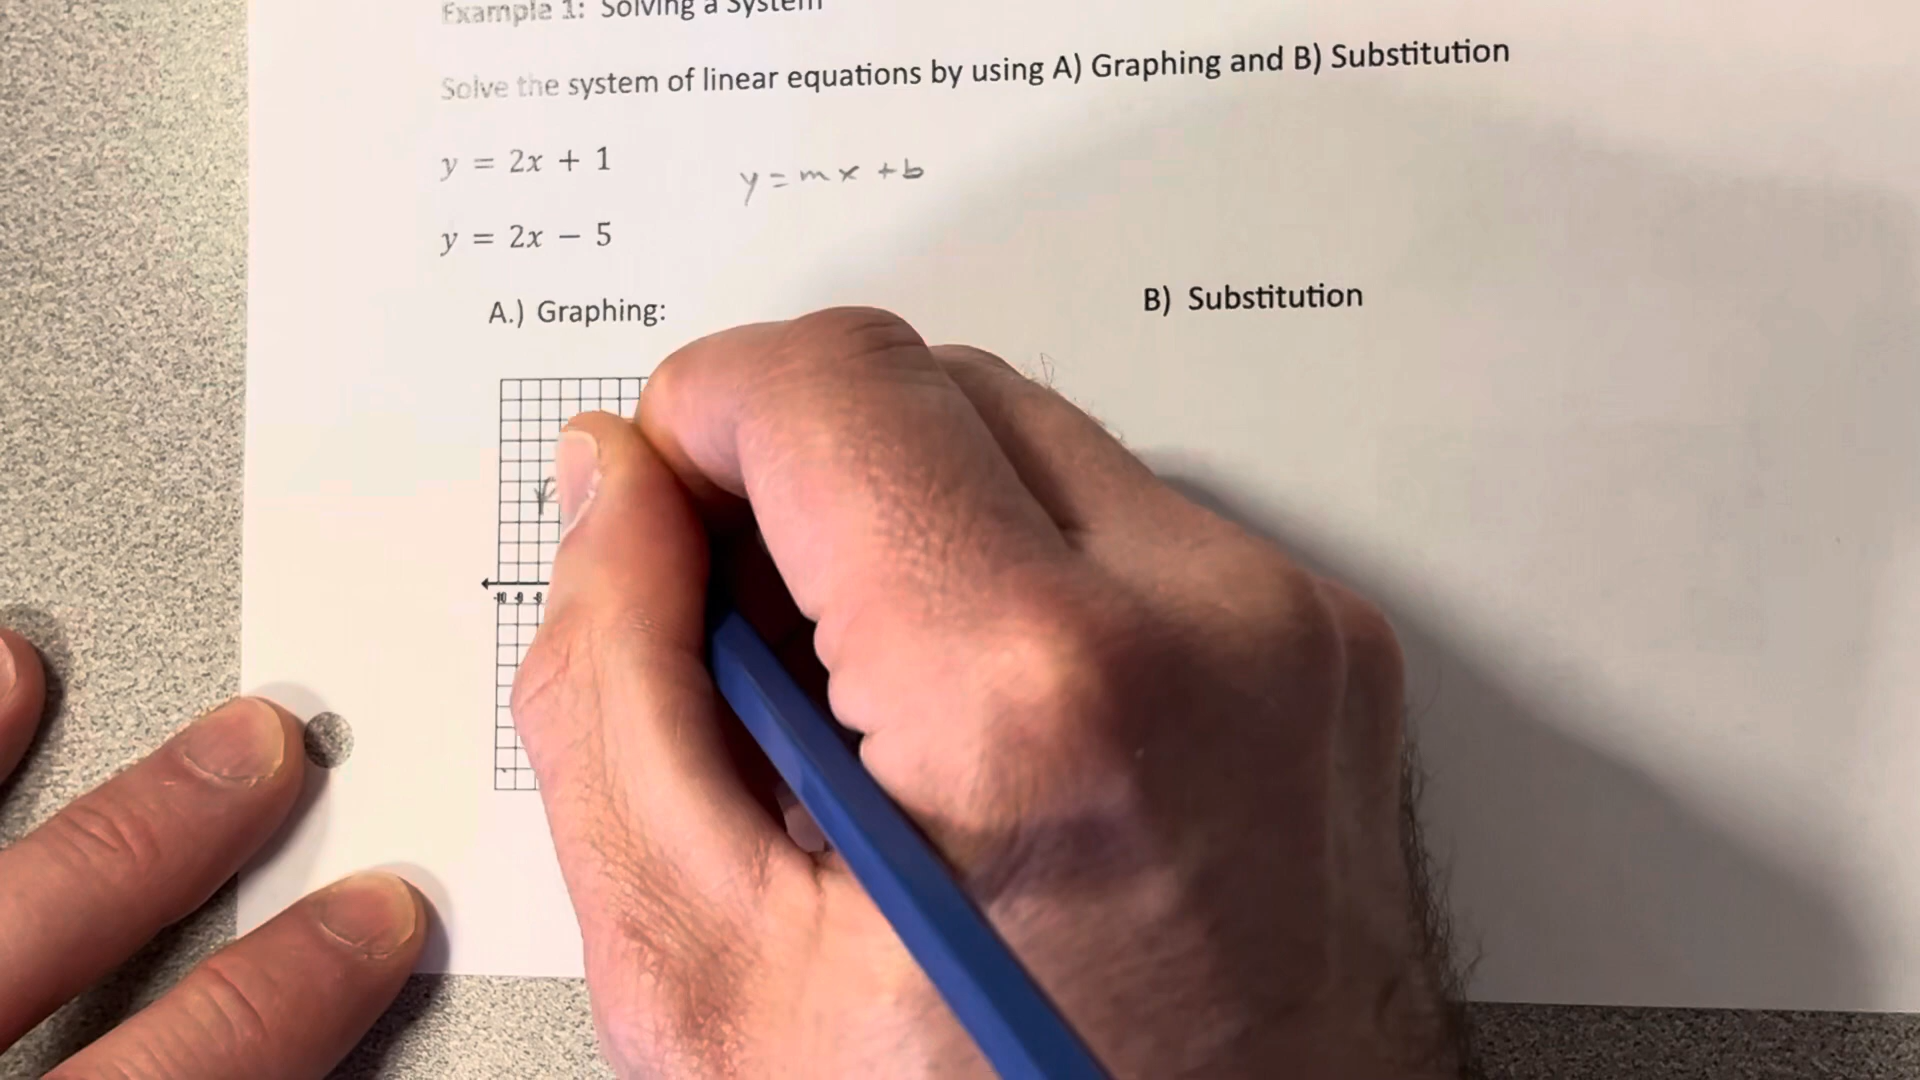 Example 1: Solving a System
Solve the system of linear equations by using A) Graphing and B) Substitution
y = 2x + 1
y = mx + b
y = 2x − 5
A.) Graphing:
B) Substitution
-10 -9 -8